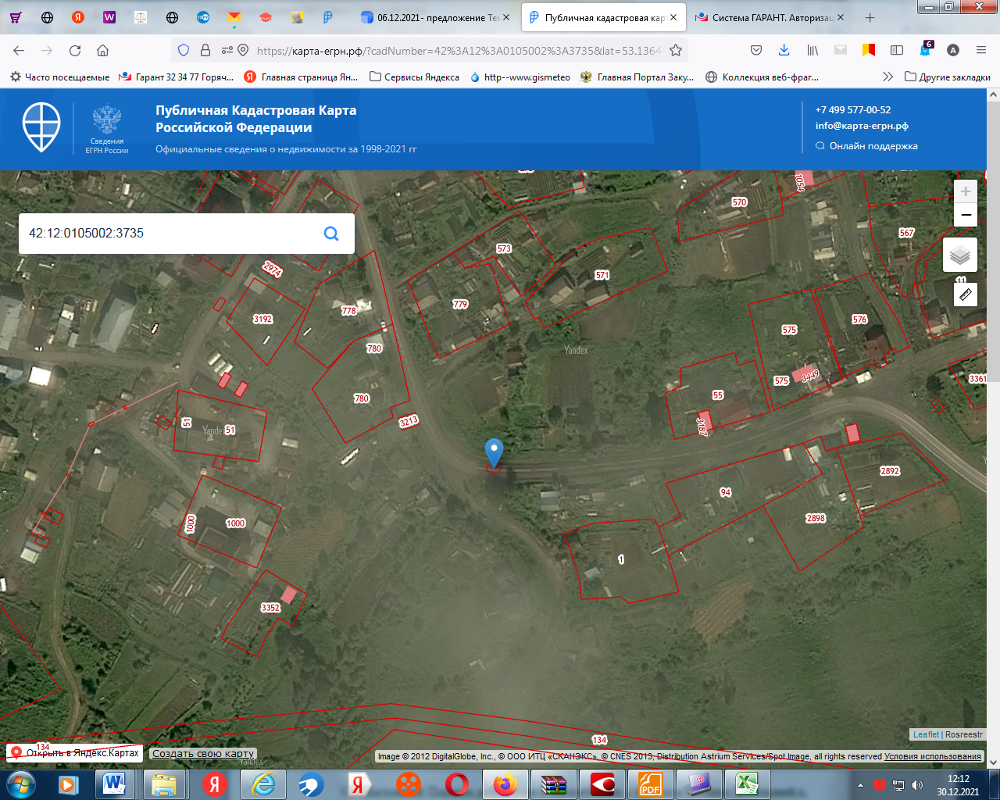 06.12.2021- предложение Тем
Публичная кадастровая карт
Система ГАРАНТ. Авторизац
https://карта-егрн.рф/?cadNumber=42%3A12%3A0105002%3A3735&lat=53.1364
6
A
Часто посещаемые
Гарант 32 34 77 Горяч...
Главная страница Ян...
Сервисы Яндекса
http--www.gismeteo
Главная Портал Заку...
Коллекция веб-фраг...
Другие закладки
Сведения
ЕГРН России
Публичная Кадастровая Карта
Российской Федерации
Официальные сведения о недвижимости за 1998-2021 гг
+7 499 577-00-52
info@карта-егрн.рф
Онлайн поддержка
42:12:0105002:3735
1054
570
567
573
571
11
2974
778
779
3192
780
575
576
575
3449
3361
780
55
51
Yandex
51
3213
3187
Yandex
2892
94
1000
1000
2898
1
3352
134
134
Открыть в Яндекс.Картах
Создать свою карту
Yandex
Leaflet | Rosreestr
Image © 2012 DigitalGlobe, Inc., © ООО ИТЦ «СКАНЭКС», © CNES 2013, Distribution Astrium Services/Spot Image, all rights reserved Условия использования
12:12
30.12.2021